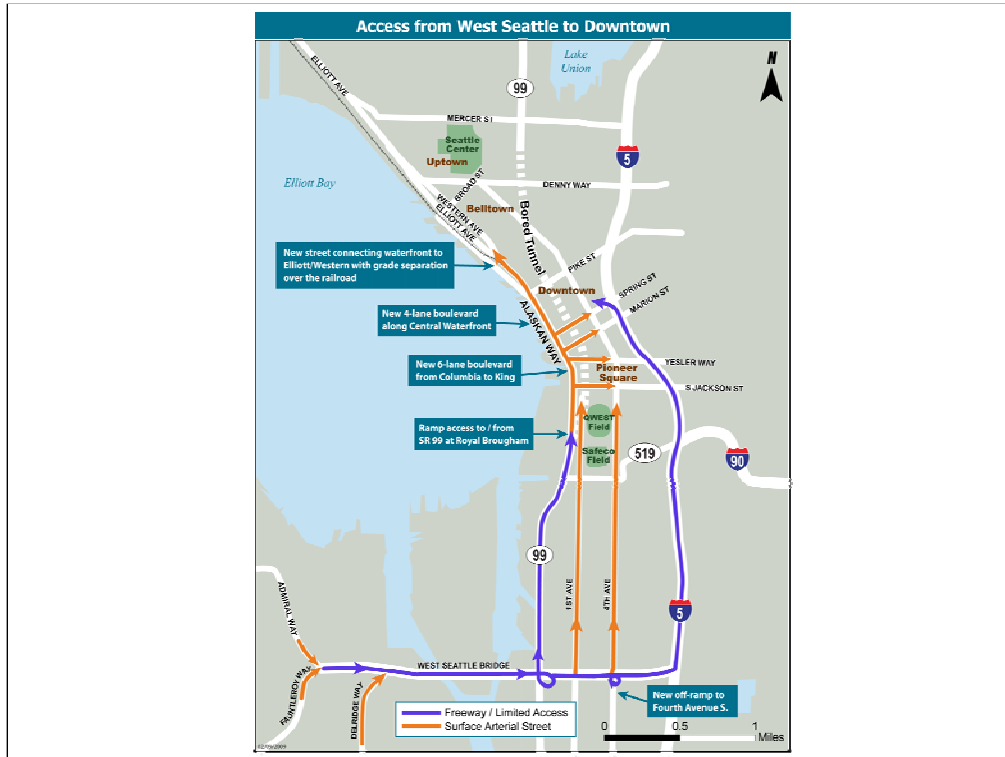 Access from West Seattle to Downtown
Lake
Union
N
ELLIOTT AVE
99
MERCER ST
Seattle
Center
Uptown
5
Elliott Bay
BROAD ST
DENNY WAY
WESTERN AVE
ELLIOTT AVE
Belltown
Bored Tunnel
New street connecting waterfront to
Elliott/Western with grade separation
over the railroad
PIKE ST
Downtown
SPRING ST
MARION ST
New 4-lane boulevard
along Central Waterfront
ALASKAN WAY
New 6-lane boulevard
from Columbia to King
YESLER WAY
Pioneer
Square
S JACKSON ST
Ramp access to / from
SR 99 at Royal Brougham
QWEST
Field
Safeco
Field
519
90
99
ADMIRAL WAY
1ST AVE
4TH AVE
5
WEST SEATTLE BRIDGE
FAUNTLEROY WAY
DELRIDGE WAY
New off-ramp to
Fourth Avenue S.
Freeway / Limited Access
Surface Arterial Street
0 0.5 1
Miles
02/09/2009